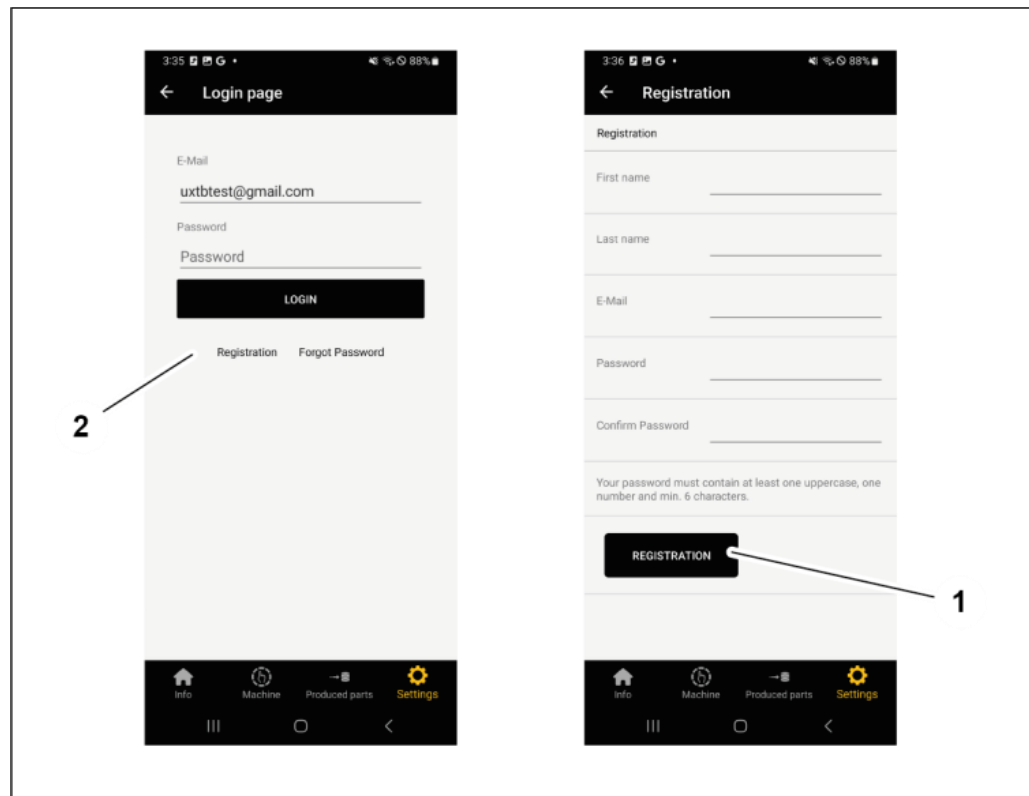 3:35 G
88%
Login page
E-Mail
uxtbtest@gmail.com
Password
Password
LOGIN
Registration Forgot Password
2
Info Machine Produced parts Settings
3:36 G
88%
Registration
Registration
First name
Last name
E-Mail
Password
Confirm Password
Your password must contain at least one uppercase, one
number and min. 6 characters.
REGISTRATION
1
Info Machine Produced parts Settings